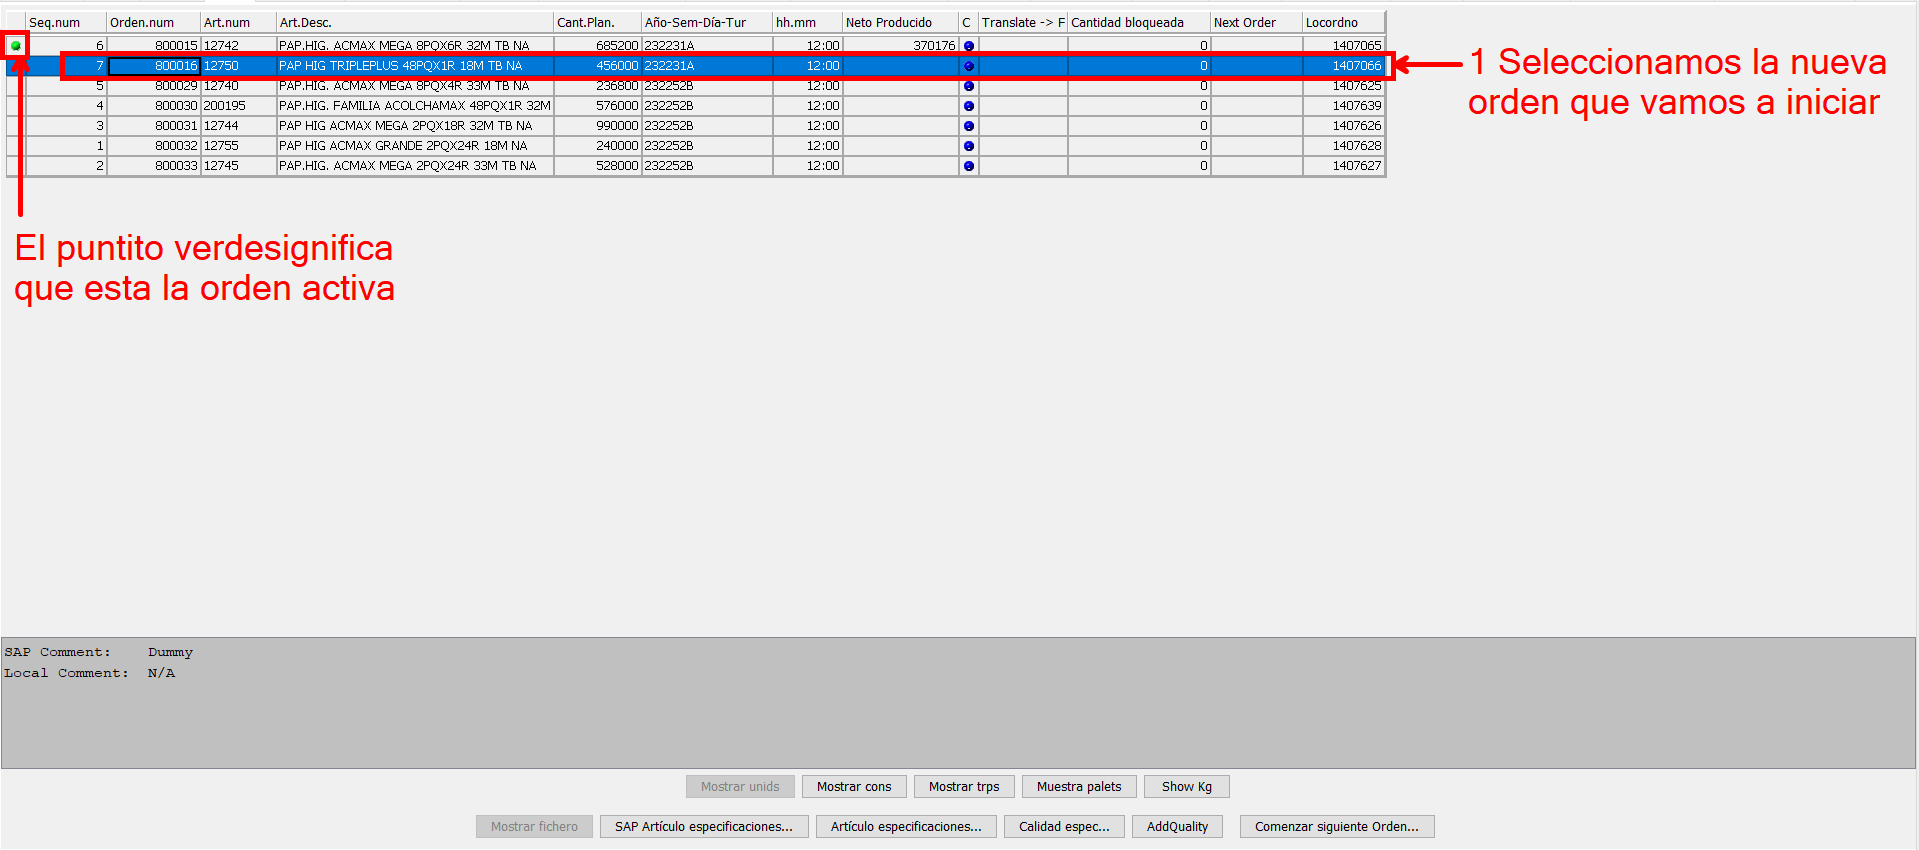 Seq.num Orden.num Art.num Art.Desc. Cant.Plan. Año-Sem-Día-Tur hh.mm Neto Producido C Translate -> F Cantidad bloqueada Next Order Locordno
6 800015 12742 PAP.HIG. ACMAX MEGA 8PQX6R 32M TB NA 685200 232231A 12:00 370176 0 1407065
7 800016 12750 PAP HIG TRIPLEPLUS 48PQX1R 18M TB NA 456000 232231A 12:00 0 1407066
5 800029 12740 PAP.HIG. ACMAX MEGA 8PQX4R 33M TB NA 236800 232252B 12:00 0 1407625
4 800030 200195 PAP.HIG. FAMILIA ACOLCHAMAX 48PQX1R 32M 576000 232252B 12:00 0 1407639
3 800031 12744 PAP HIG ACMAX MEGA 2PQX18R 32M TB NA 990000 232252B 12:00 0 1407626
1 800032 12755 PAP HIG ACMAX GRANDE 2PQX24R 18M NA 240000 232252B 12:00 0 1407628
2 800033 12745 PAP.HIG. ACMAX MEGA 2PQX24R 33M TB NA 528000 232252B 12:00 0 1407627
1 Seleccionamos la nueva
orden que vamos a iniciar
El puntito verdesignifica
que esta la orden activa
SAP Comment: Dummy
Local Comment: N/A
Mostrar unids Mostrar cons Mostrar trps Muestra palets Show Kg
Mostrar fichero SAP Artículo especificaciones... Artículo especificaciones... Calidad espec... AddQuality Comenzar siguiente Orden...